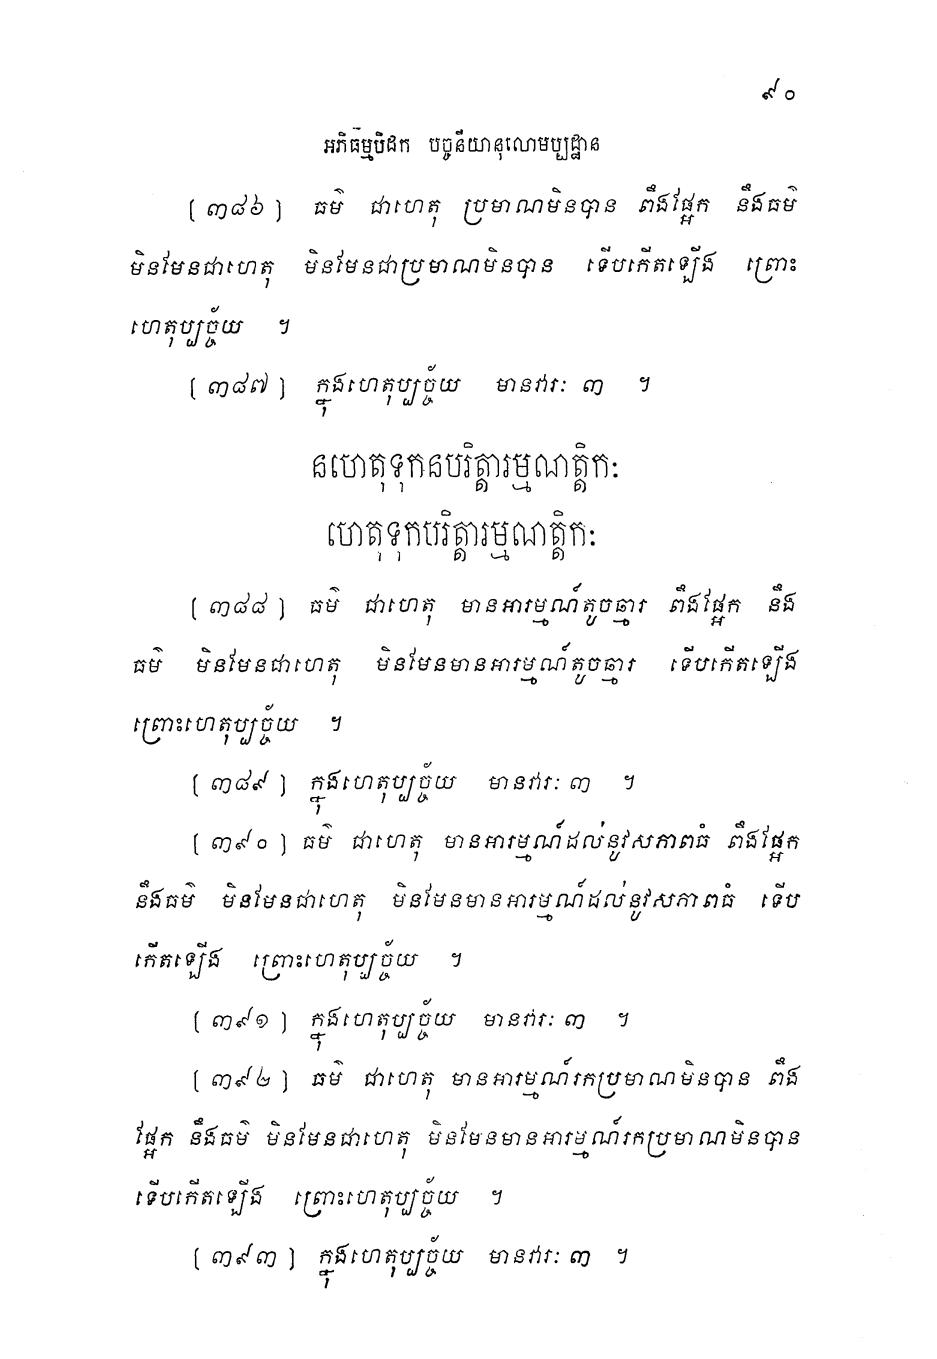 ៩០
អភិធម្មបិដក បច្ចនីយានុលោមប្បដ្ឋាន
[៣៨៦] ធម៌ ជាហេតុ ប្រមាណមិនបាន ពឹងផ្អែក នឹងធម៌
មិនមែនជាហេតុ មិនមែនជាប្រមាណមិនបាន ទើបកើតឡើង ព្រោះ
ហេតុប្បច្ច័យ ។
[៣៨៧] ក្នុងហេតុប្បច្ច័យ មានវារៈ ៣ ។
នហេតុទុកនបរិត្តារម្មណត្តិកៈ
ហេតុទុកបរិត្តារម្មណត្តិកៈ
[៣៨៨] ធម៌ ជាហេតុ មានអារម្មណ៍តូចឆ្មារ ពឹងផ្អែក នឹង
ធម៌ មិនមែនជាហេតុ មិនមែនមានអារម្មណ៍តូចឆ្មារ ទើបកើតឡើង
ព្រោះហេតុប្បច្ច័យ ។
[៣៨៩] ក្នុងហេតុប្បច្ច័យ មានវារៈ ៣ ។
[៣៩០] ធម៌ ជាហេតុ មានអារម្មណ៍ដល់នូវសភាពធំ ពឹងផ្អែក
នឹងធម៌ មិនមែនជាហេតុ មិនមែនមានអារម្មណ៍ដល់នូវសភាពធំ ទើប
កើតឡើង ព្រោះហេតុប្បច្ច័យ ។
[៣៩១] ក្នុងហេតុប្បច្ច័យ មានវារៈ ៣ ។
[៣៩២] ធម៌ ជាហេតុ មានអារម្មណ៍រកប្រមាណមិនបាន ពឹង
ផ្អែក នឹងធម៌ មិនមែនជាហេតុ មិនមែនមានអារម្មណ៍រកប្រមាណមិនបាន
ទើបកើតឡើង ព្រោះហេតុប្បច្ច័យ ។
[៣៩៣] ក្នុងហេតុប្បច្ច័យ មានវារៈ ៣ ។